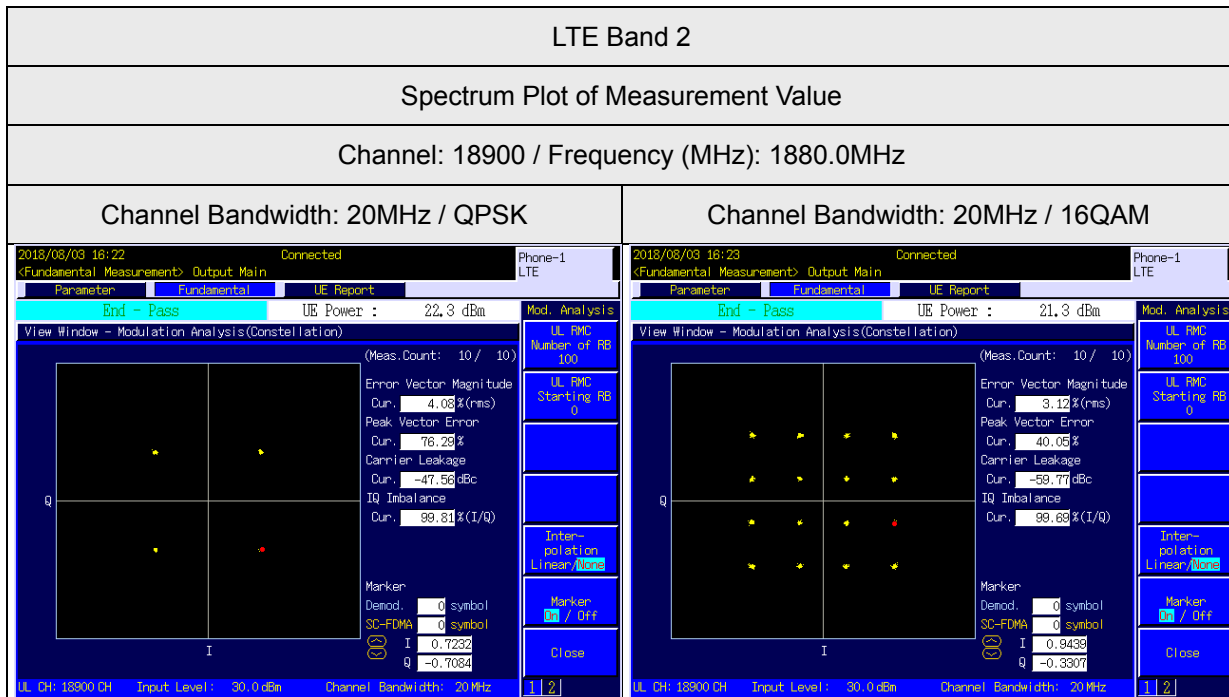 LTE Band 2
Spectrum Plot of Measurement Value
Channel: 18900 / Frequency (MHz): 1880.0MHz
Channel Bandwidth: 20MHz / QPSK
Channel Bandwidth: 20MHz / 16QAM
2018/08/03 16:22 Connected
<Fundamental Measurement> Output Main
Phone-1
LTE
Parameter Fundamental UE Report
End - Pass UE Power : 22.3 dBm
Mod. Analysis
View Window - Modulation Analysis(Constellation)
(Meas.Count: 10/ 10)
Error Vector Magnitude
Cur. 4.08%(rms)
Peak Vector Error
Cur. 76.29%
Carrier Leakage
Cur. -47.56dBc
IQ Imbalance
Cur. 99.81%(I/Q)
Marker
Demod. 0 symbol
SC-FDMA 0 symbol
I 0.7232
Q -0.7084
Q
I
UL RMC
Number of RB
100
UL RMC
Starting RB
0
Inter-
polation
Linear/None
Marker
On / Off
Close
UL CH: 18900 CH Input Level: 30.0 dBm Channel Bandwidth: 20 MHz
1 2
2018/08/03 16:23 Connected
<Fundamental Measurement> Output Main
Phone-1
LTE
Parameter Fundamental UE Report
End - Pass UE Power : 21.3 dBm
Mod. Analysis
View Window - Modulation Analysis(Constellation)
(Meas.Count: 10/ 10)
Error Vector Magnitude
Cur. 3.12%(rms)
Peak Vector Error
Cur. 40.05%
Carrier Leakage
Cur. -59.77dBc
IQ Imbalance
Cur. 99.69%(I/Q)
Marker
Demod. 0 symbol
SC-FDMA 0 symbol
I 0.9439
Q -0.3307
Q
I
UL RMC
Number of RB
100
UL RMC
Starting RB
0
Inter-
polation
Linear/None
Marker
On / Off
Close
UL CH: 18900 CH Input Level: 30.0 dBm Channel Bandwidth: 20 MHz
1 2